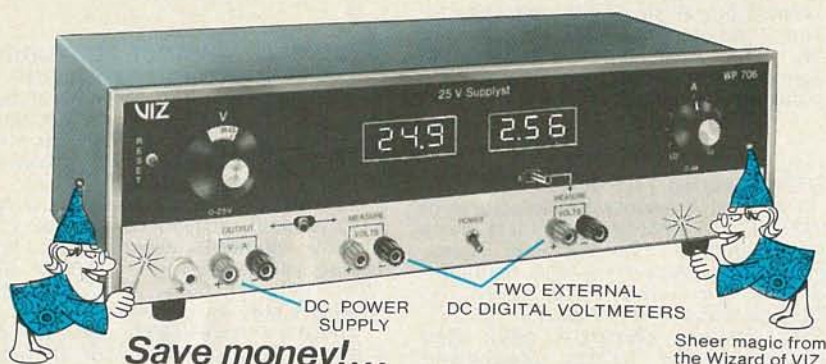 VIZ
V
25 V Supplyst
A
WP 706
RESET
24.9
2.56
0-25V
OUTPUT
V A
MEASURE
VOLTS
POWER
MEASURE
VOLTS
+
+ −
+ −
+ −
DC POWER
SUPPLY
TWO EXTERNAL
DC DIGITAL VOLTMETERS
Save money!...
Sheer magic from
the Wizard of VIZ